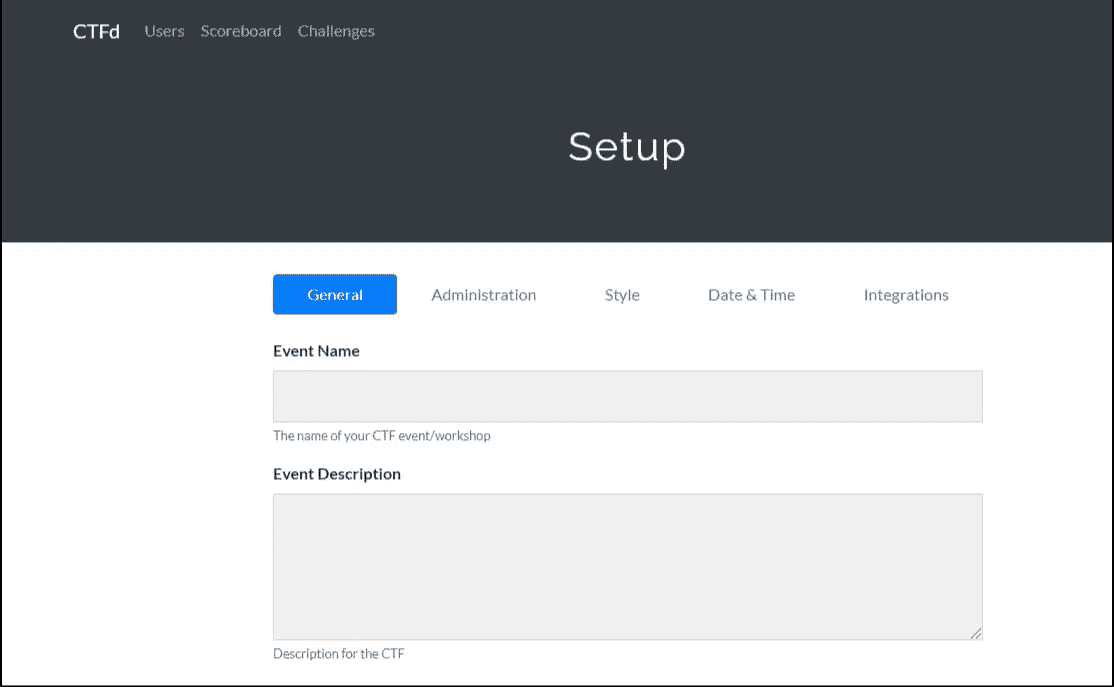 CTFd Users Scoreboard Challenges
Setup
General Administration Style Date & Time Integrations
Event Name
The name of your CTF event/workshop
Event Description
Description for the CTF